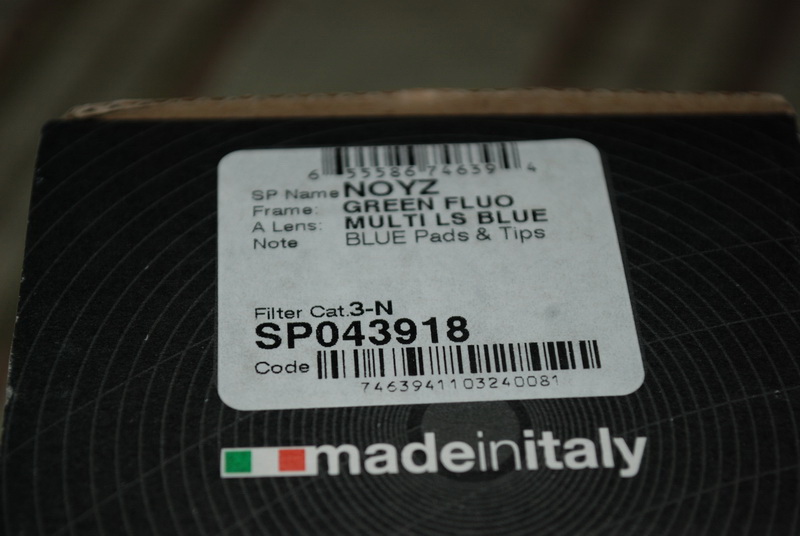 6 55586 74639 4
SP Name NOYZ
Frame: GREEN FLUO
A Lens: MULTI LS BLUE
Note BLUE Pads & Tips
Filter Cat.3-N
SP043918
Code
7463941103240081
madeinitaly